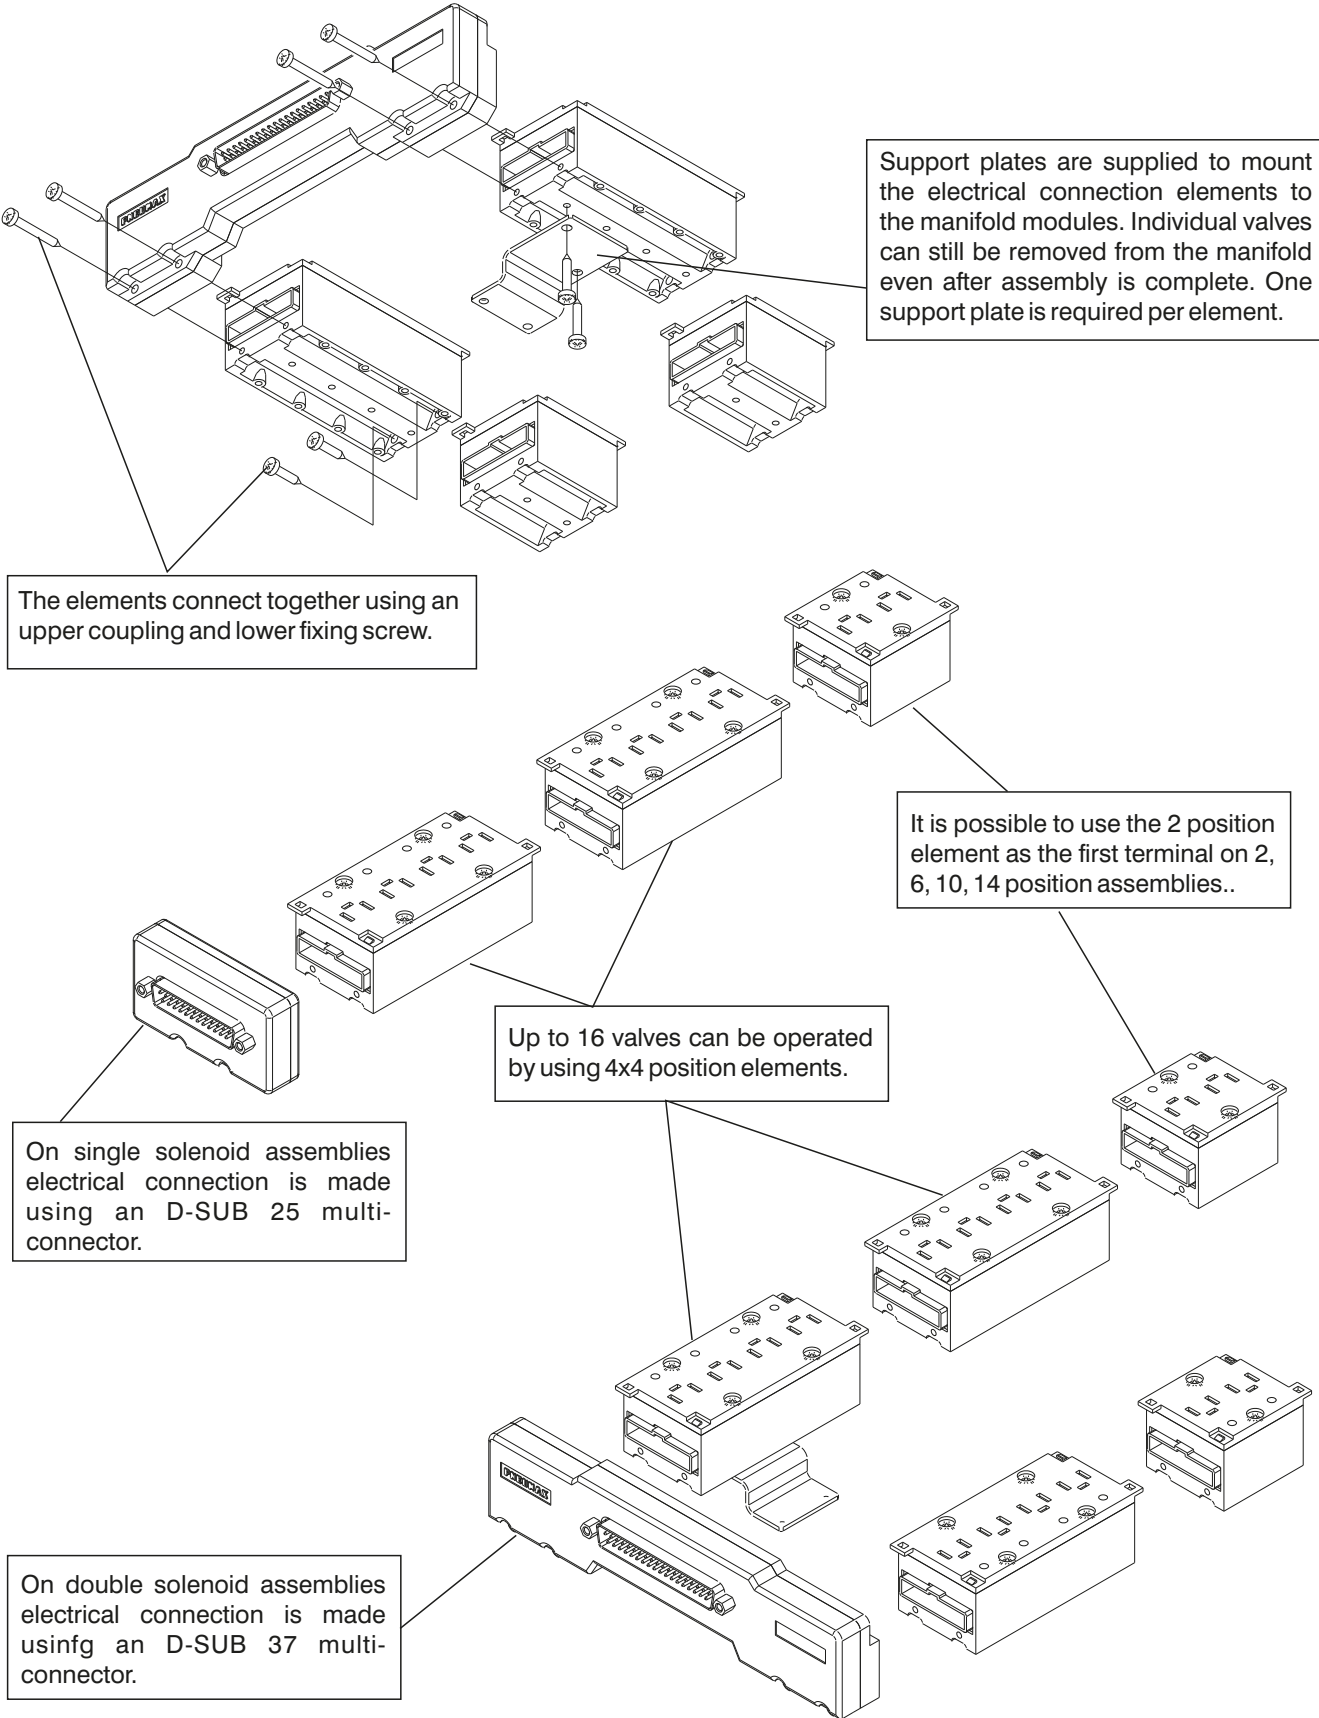 Support plates are supplied to mount
the electrical connection elements to
the manifold modules. Individual valves
can still be removed from the manifold
even after assembly is complete. One
support plate is required per element.
The elements connect together using an
upper coupling and lower fixing screw.
It is possible to use the 2 position
element as the first terminal on 2,
6, 10, 14 position assemblies..
Up to 16 valves can be operated
by using 4x4 position elements.
On single solenoid assemblies
electrical connection is made
using an D-SUB 25 multi-
connector.
On double solenoid assemblies
electrical connection is made
usinfg an D-SUB 37 multi-
connector.